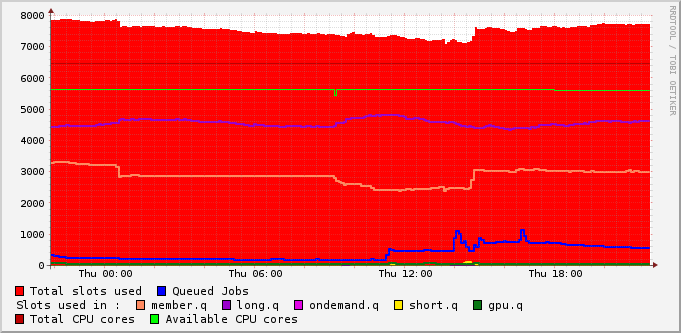 8000
7000
6000
5000
4000
3000
2000
1000
0
Thu 00:00 Thu 06:00 Thu 12:00 Thu 18:00
RRDTOOL / TOBI OETIKER
Total slots used Queued Jobs
Slots used in : member.q long.q ondemand.q short.q gpu.q
Total CPU cores Available CPU cores